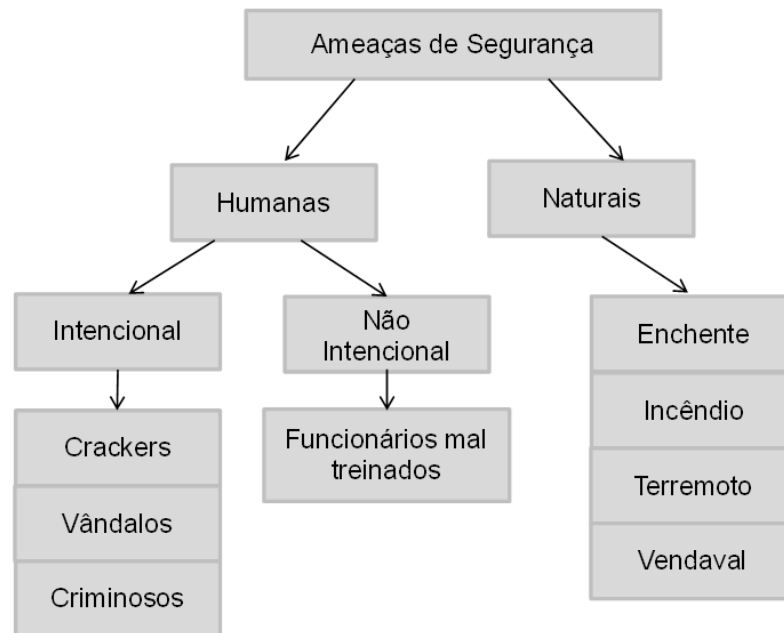 Ameaças de Segurança
Humanas
Naturais
Intencional
Não
Intencional
Enchente
Incêndio
Terremoto
Vendaval
Crackers
Vândalos
Criminosos
Funcionários mal
treinados